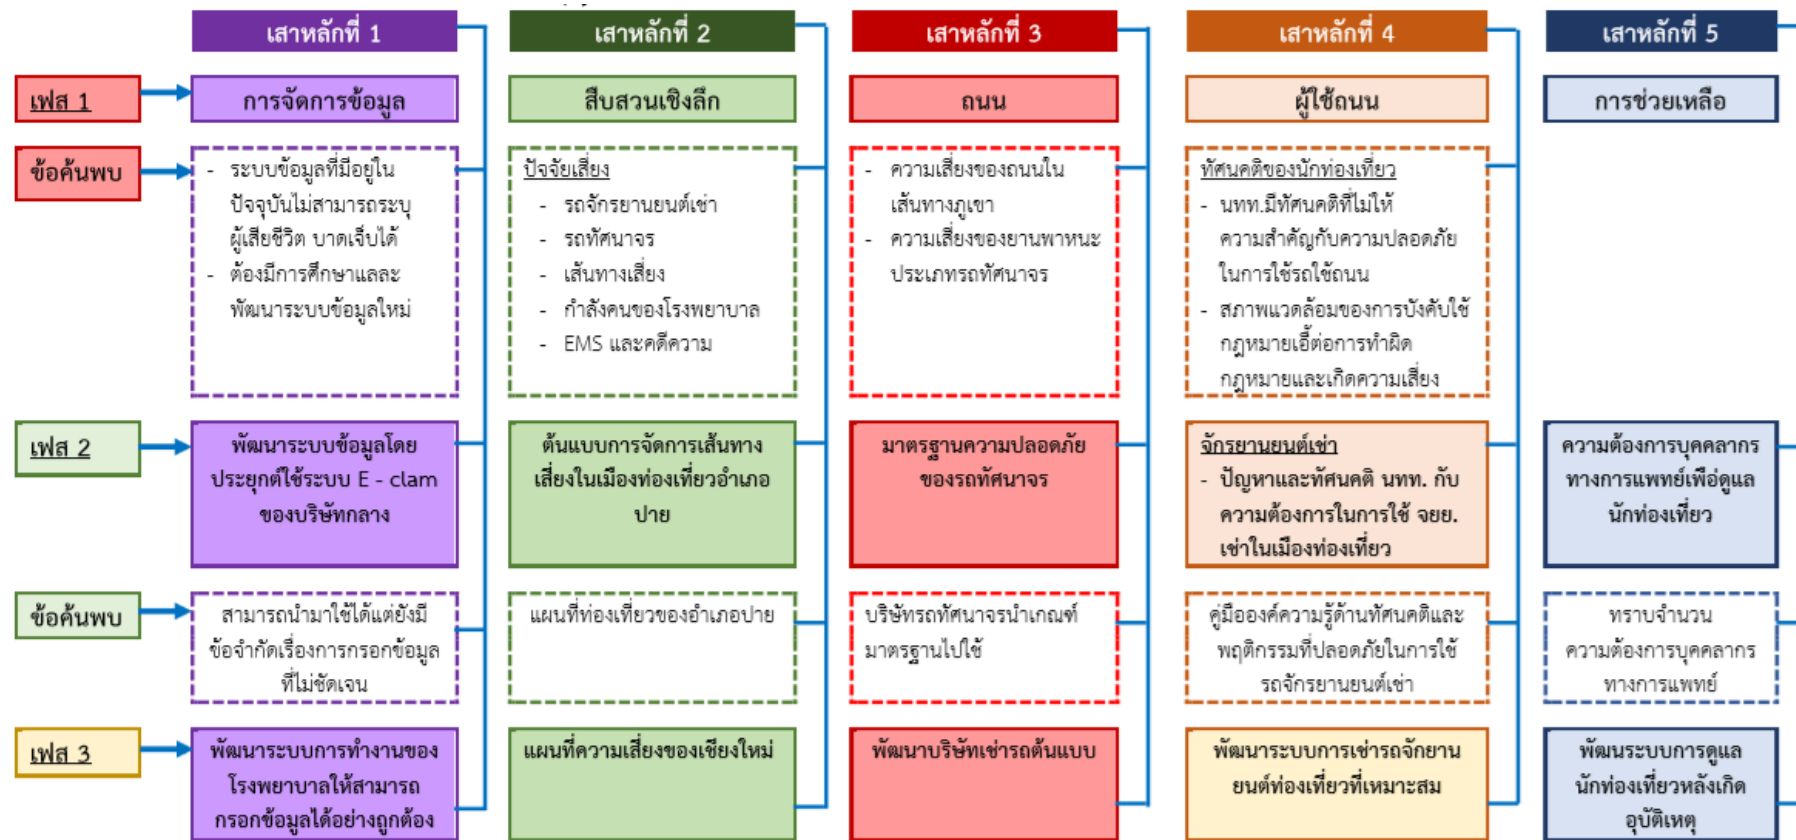 เสาหลักที่ 1
เสาหลักที่ 2
เสาหลักที่ 3
เสาหลักที่ 4
เสาหลักที่ 5
เฟส 1
การจัดการข้อมูล
สืบสวนเชิงลึก
ถนน
ผู้ใช้ถนน
การช่วยเหลือ
ข้อค้นพบ
- ระบบข้อมูลที่มีอยู่ใน
ปัจจุบันไม่สามารถระบุ
ผู้เสียชีวิต บาดเจ็บได้
- ต้องมีการศึกษาแลละ
พัฒนาระบบข้อมูลใหม่
ปัจจัยเสี่ยง
- รถจักรยานยนต์เช่า
- รถทัศนาจร
- เส้นทางเสี่ยง
- กำลังคนของโรงพยาบาล
- EMS และคดีความ
- ความเสี่ยงของถนนใน
เส้นทางภูเขา
- ความเสี่ยงของยานพาหนะ
ประเภทรถทัศนาจร
ทัศนคติของนักท่องเที่ยว
- นทท.มีทัศนคติที่ไม่ให้
ความสำคัญกับความปลอดภัย
ในการใช้รถใช้ถนน
- สภาพแวดล้อมของการบังคับใช้
กฎหมายเอื้ต่อการทำผิด
กฎหมายและเกิดความเสี่ยง
เฟส 2
พัฒนาระบบข้อมูลโดย
ประยุกต์ใช้ระบบ E - clam
ของบริษัทกลาง
ต้นแบบการจัดการเส้นทาง
เสี่ยงในเมืองท่องเที่ยวอำเภอ
ปาย
มาตรฐานความปลอดภัย
ของรถทัศนาจร
จักรยานยนต์เช่า
- ปัญหาและทัศนคติ นทท. กับ
ความต้องการในการใช้ จยย.
เช่าในเมืองท่องเที่ยว
ความต้องการบุคคลากร
ทางการแพทย์เพือ่ดูแล
นักท่องเที่ยว
ข้อค้นพบ
สามารถนำมาใช้ได้แต่ยังมี
ข้อจำกัดเรื่องการกรอกข้อมูล
ที่ไม่ชัดเจน
แผนที่ท่องเที่ยวของอำเภอปาย
บริษัทรถทัศนาจรนำเกณฑ์
มาตรฐานไปใช้
คู่มือองค์ความรู้ด้านทัศนคติและ
พฤติกรรมที่ปลอดภัยในการใช้
รถจักรยานยนต์เช่า
ทราบจำนวน
ความต้องการบุคคลากร
ทางการแพทย์
เฟส 3
พัฒนาระบบการทำงานของ
โรงพยาบาลให้สามารถ
กรอกข้อมูลได้อย่างถูกต้อง
แผนที่ความเสี่ยงของเชียงใหม่
พัฒนาบริษัทเช่ารถต้นแบบ
พัฒนาระบบการเช่ารถจักยาน
ยนต์ท่องเที่ยวที่เหมาะสม
พัฒนระบบการดูแล
นักท่องเที่ยวหลังเกิด
อุบัติเหตุ